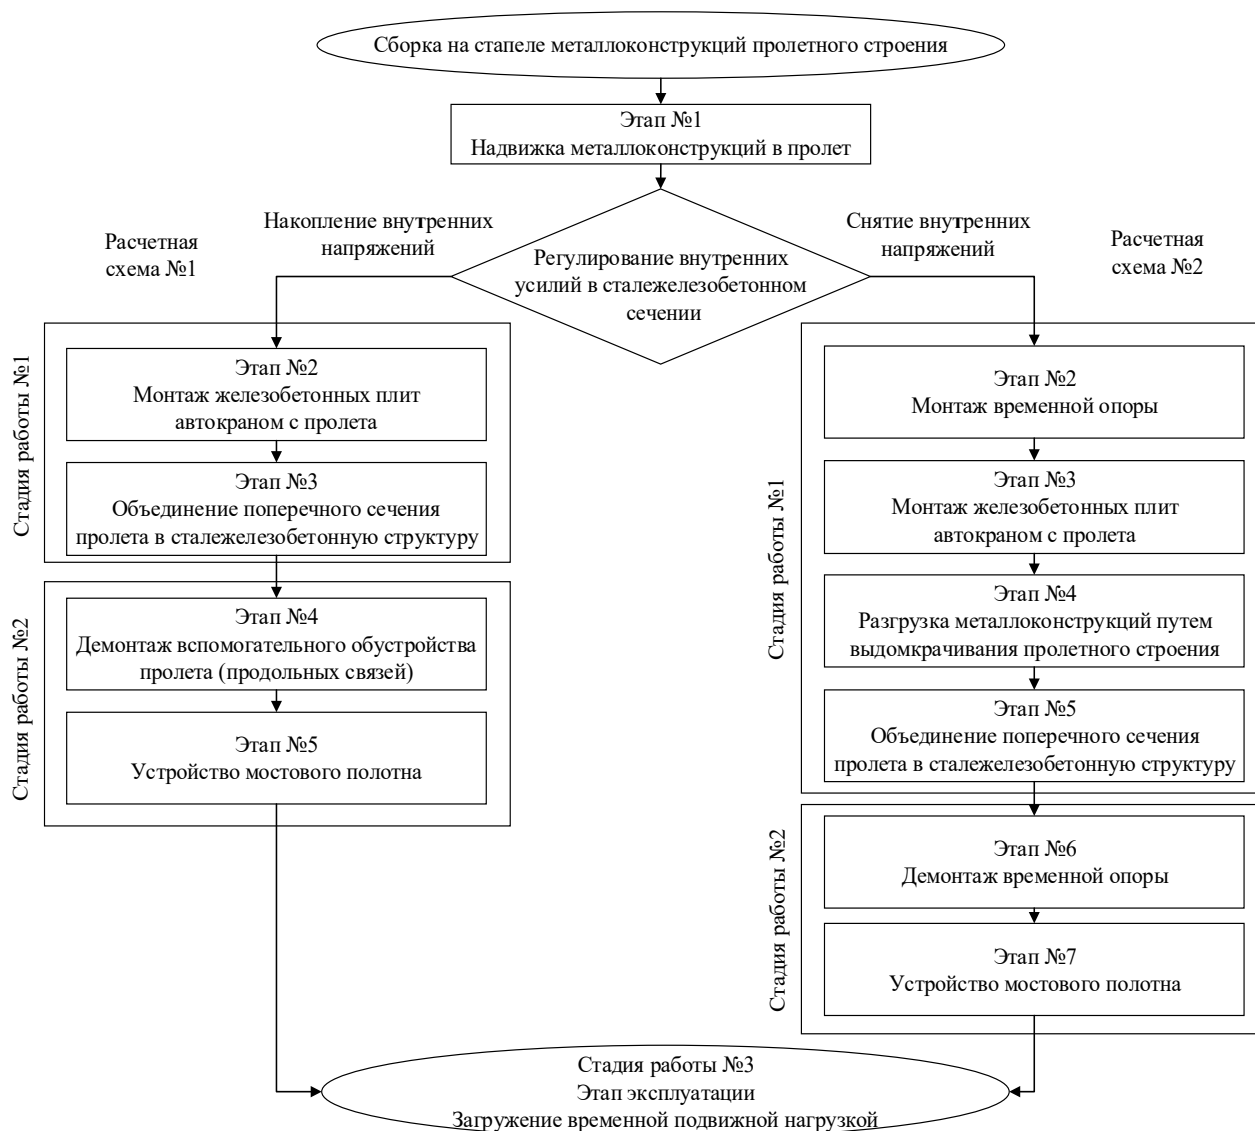 Сборка на стапеле металлоконструкций пролетного строения
Этап №1
Надвижка металлоконструкций в пролет
Регулирование внутренних
усилий в сталежелезобетонном
сечении
Накопление внутренних
напряжений
Снятие внутренних
напряжений
Расчетная
схема №1
Стадия работы №1
Этап №2
Монтаж железобетонных плит
автокраном с пролета
Этап №3
Объединение поперечного сечения
пролета в сталежелезобетонную структуру
Стадия работы №2
Этап №4
Демонтаж вспомогательного обустройства
пролета (продольных связей)
Этап №5
Устройство мостового полотна
Расчетная
схема №2
Стадия работы №1
Этап №2
Монтаж временной опоры
Этап №3
Монтаж железобетонных плит
автокраном с пролета
Этап №4
Разгрузка металлоконструкций путем
выдомкрачивания пролетного строения
Этап №5
Объединение поперечного сечения
пролета в сталежелезобетонную структуру
Стадия работы №2
Этап №6
Демонтаж временной опоры
Этап №7
Устройство мостового полотна
Стадия работы №3
Этап эксплуатации
Загружение временной подвижной нагрузкой